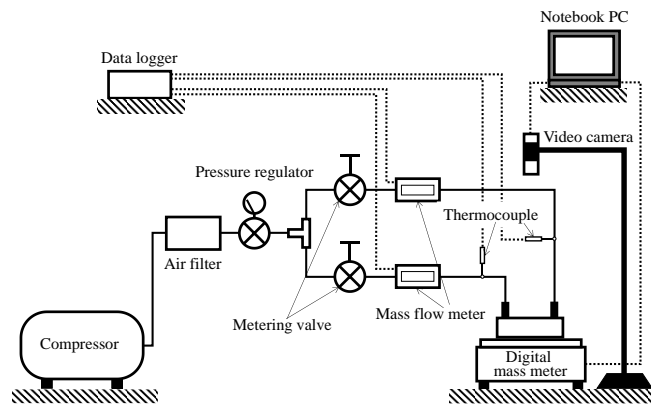 Notebook PC
Data logger
Video camera
Pressure regulator
Thermocouple
Air filter
Metering valve
Mass flow meter
Compressor
Digital
mass meter